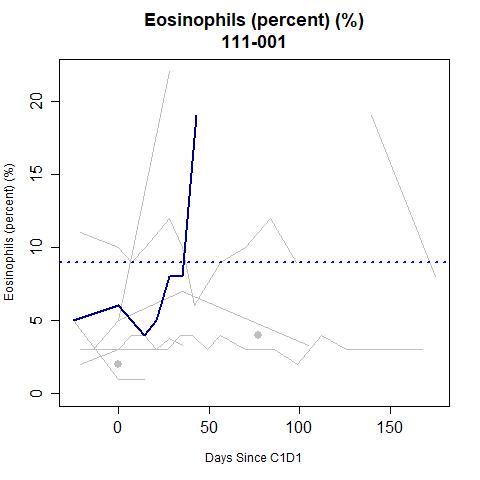 Eosinophils (percent) (%)
111-001
Eosinophils (percent) (%)
20
15
10
5
0
0 50 100 150
Days Since C1D1